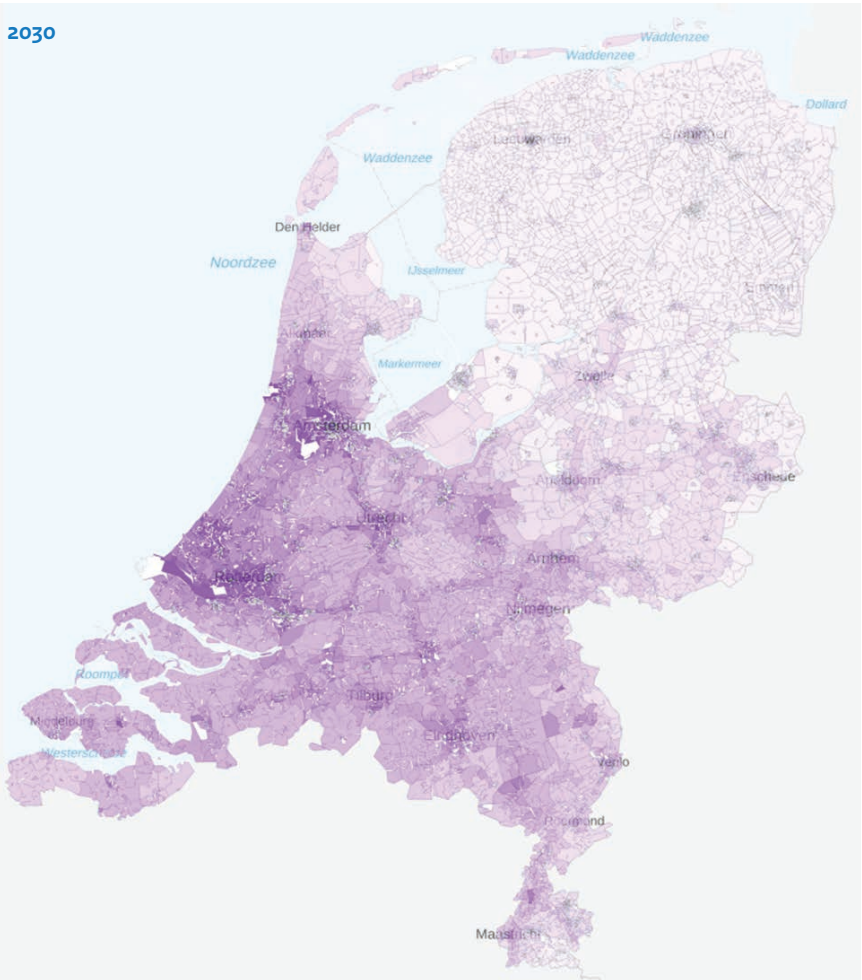 2030
Waddenzee
Waddenzee
Dollard
Leeuwarden
Groningen
Waddenzee
Den Helder
Noordzee
IJsselmeer
Emmen
Alkmaar
Markermeer
Zwolle
Amsterdam
Apeldoorn
Enschede
Utrecht
Arnhem
Rotterdam
Nijmegen
Roompot
Tilburg
Middelburg
Eindhoven
Westerschelde
Venlo
Roermond
Maastricht